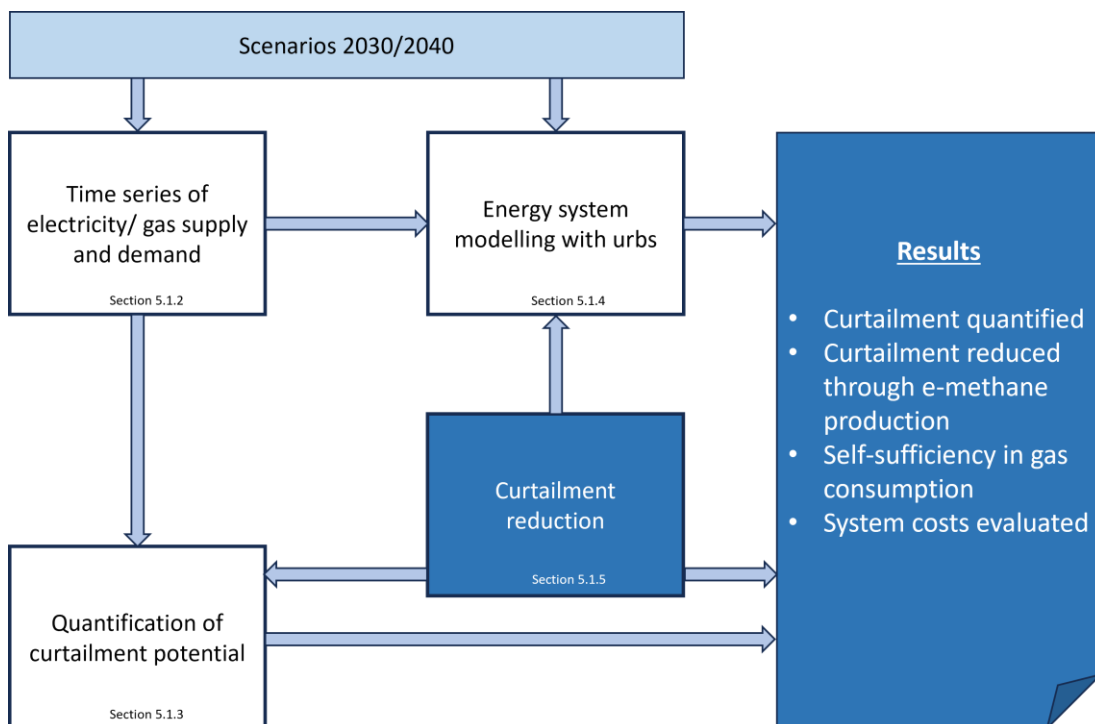 Scenarios 2030/2040
Time series of
electricity/ gas supply
and demand
Section 5.1.2
Energy system
modelling with urbs
Section 5.1.4
Curtailment
reduction
Section 5.1.5
Quantification of
curtailment potential
Section 5.1.3
Results
• Curtailment quantified
• Curtailment reduced
through e-methane
production
• Self-sufficiency in gas
consumption
• System costs evaluated